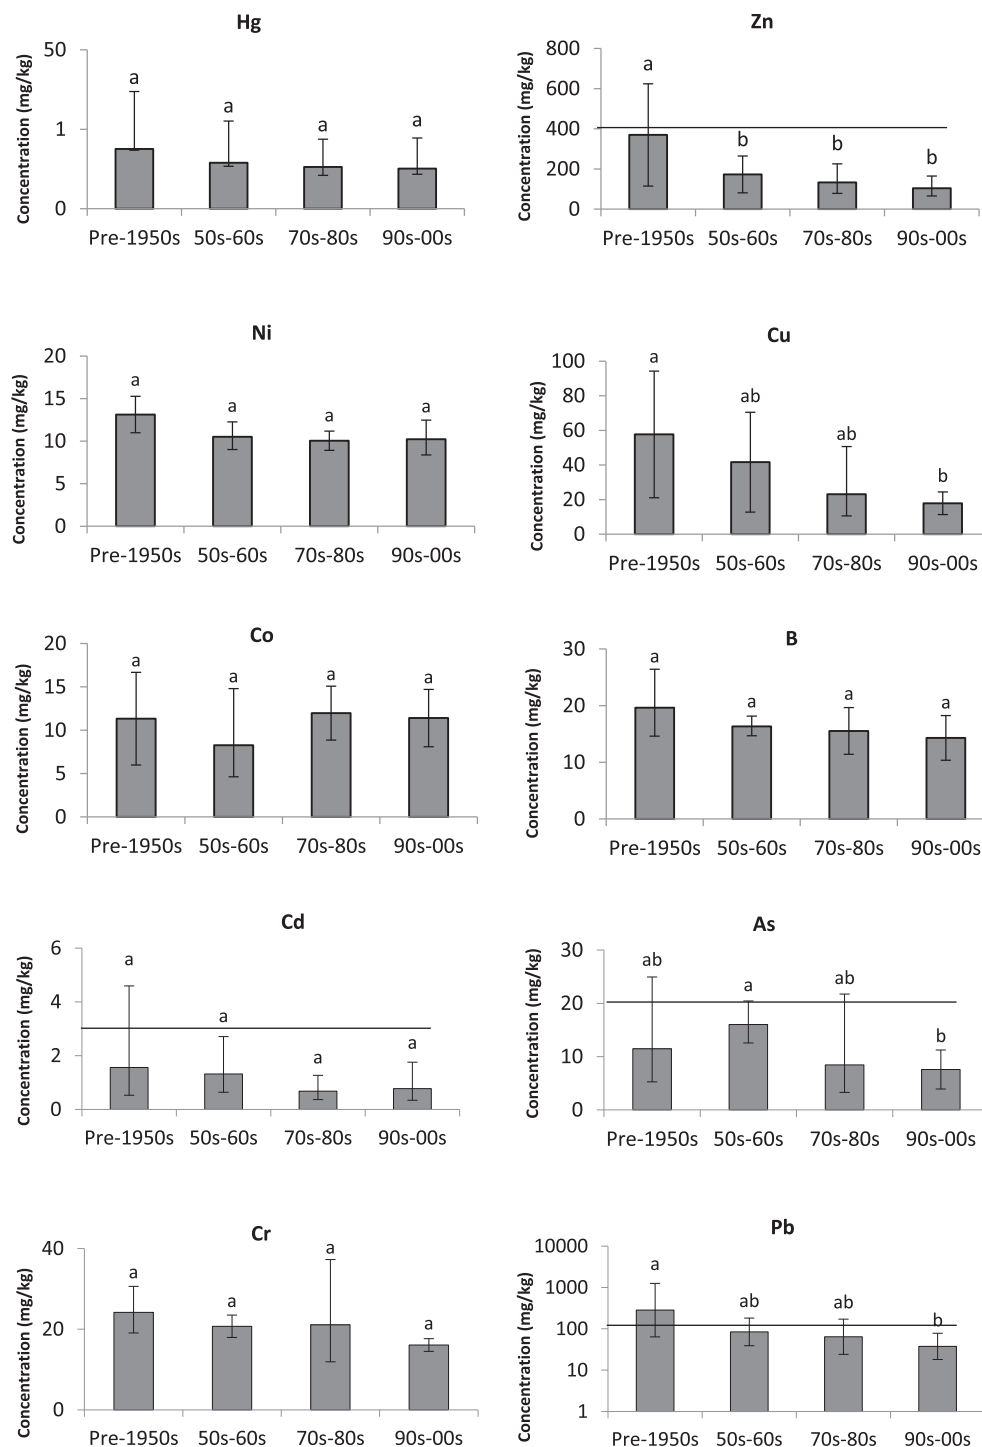 Hg
Concentration (mg/kg)
50
1
0
a
a
a
a
Pre-1950s 50s-60s 70s-80s 90s-00s
Zn
Concentration (mg/kg)
800
600
400
200
0
a
b
b
b
Pre-1950s 50s-60s 70s-80s 90s-00s
Ni
Concentration (mg/kg)
20
15
10
5
0
a
a
a
a
Pre-1950s 50s-60s 70s-80s 90s-00s
Cu
Concentration (mg/kg)
100
80
60
40
20
0
a
ab
ab
b
Pre-1950s 50s-60s 70s-80s 90s-00s
Co
Concentration (mg/kg)
20
15
10
5
0
a
a
a
a
Pre-1950s 50s-60s 70s-80s 90s-00s
B
Concentration (mg/kg)
30
20
10
0
a
a
a
a
Pre-1950s 50s-60s 70s-80s 90s-00s
Cd
Concentration (mg/kg)
6
4
2
0
a
a
a
a
Pre-1950s 50s-60s 70s-80s 90s-00s
As
Concentration (mg/kg)
30
20
10
0
ab
a
ab
b
Pre-1950s 50s-60s 70s-80s 90s-00s
Cr
Concentration (mg/kg)
40
20
0
a
a
a
a
Pre-1950s 50s-60s 70s-80s 90s-00s
Pb
Concentration (mg/kg)
10000
1000
100
10
1
a
ab
ab
b
Pre-1950s 50s-60s 70s-80s 90s-00s